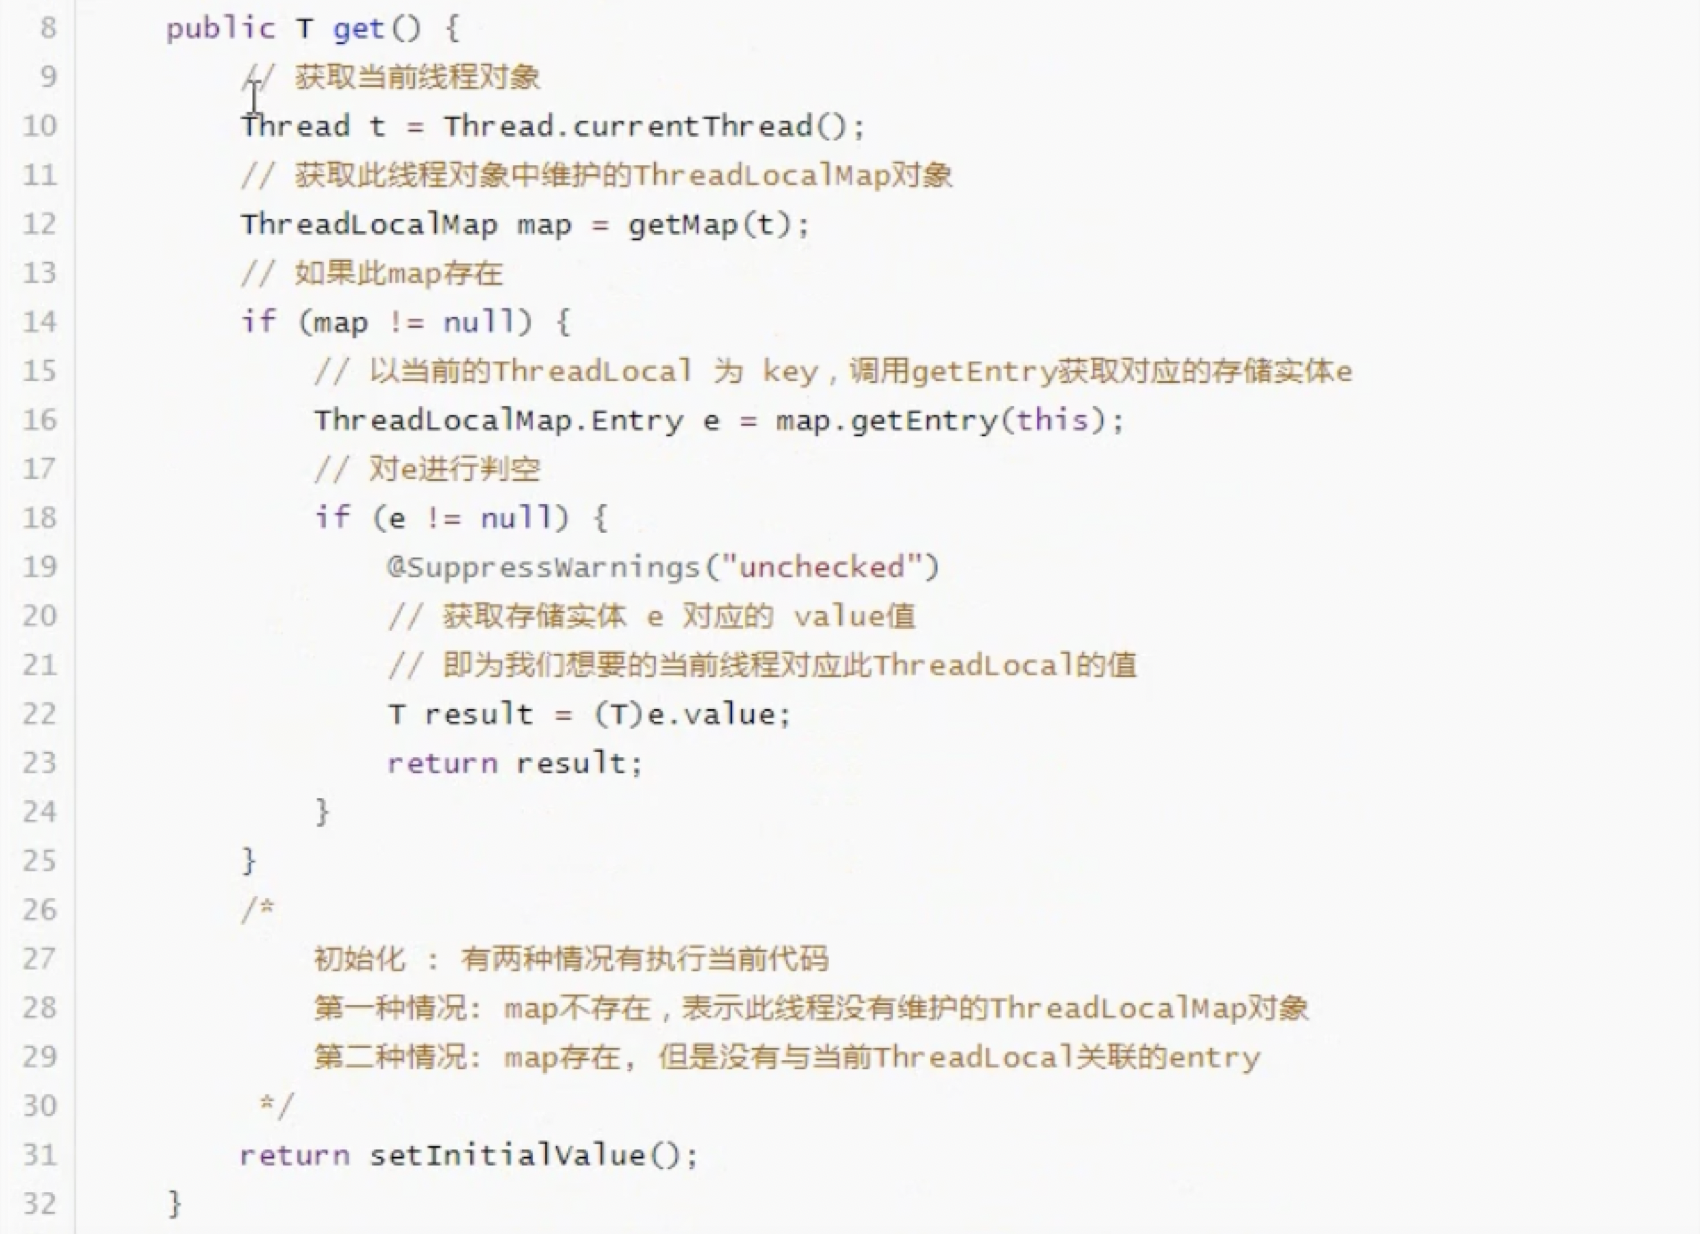 8 public T get() {
9 // 获取当前线程对象
10 Thread t = Thread.currentThread();
11 // 获取此线程对象中维护的ThreadLocalMap对象
12 ThreadLocalMap map = getMap(t);
13 // 如果此map存在
14 if (map != null) {
15 // 以当前的ThreadLocal 为 key,调用getEntry获取对应的存储实体e
16 ThreadLocalMap.Entry e = map.getEntry(this);
17 // 对e进行判空
18 if (e != null) {
19 @SuppressWarnings("unchecked")
20 // 获取存储实体 e 对应的 value值
21 // 即为我们想要的当前线程对应此ThreadLocal的值
22 T result = (T)e.value;
23 return result;
24 }
25 }
26 /*
27 初始化 : 有两种情况有执行当前代码
28 第一种情况: map不存在,表示此线程没有维护的ThreadLocalMap对象
29 第二种情况: map存在, 但是没有与当前ThreadLocal关联的entry
30 */
31 return setInitialValue();
32 }